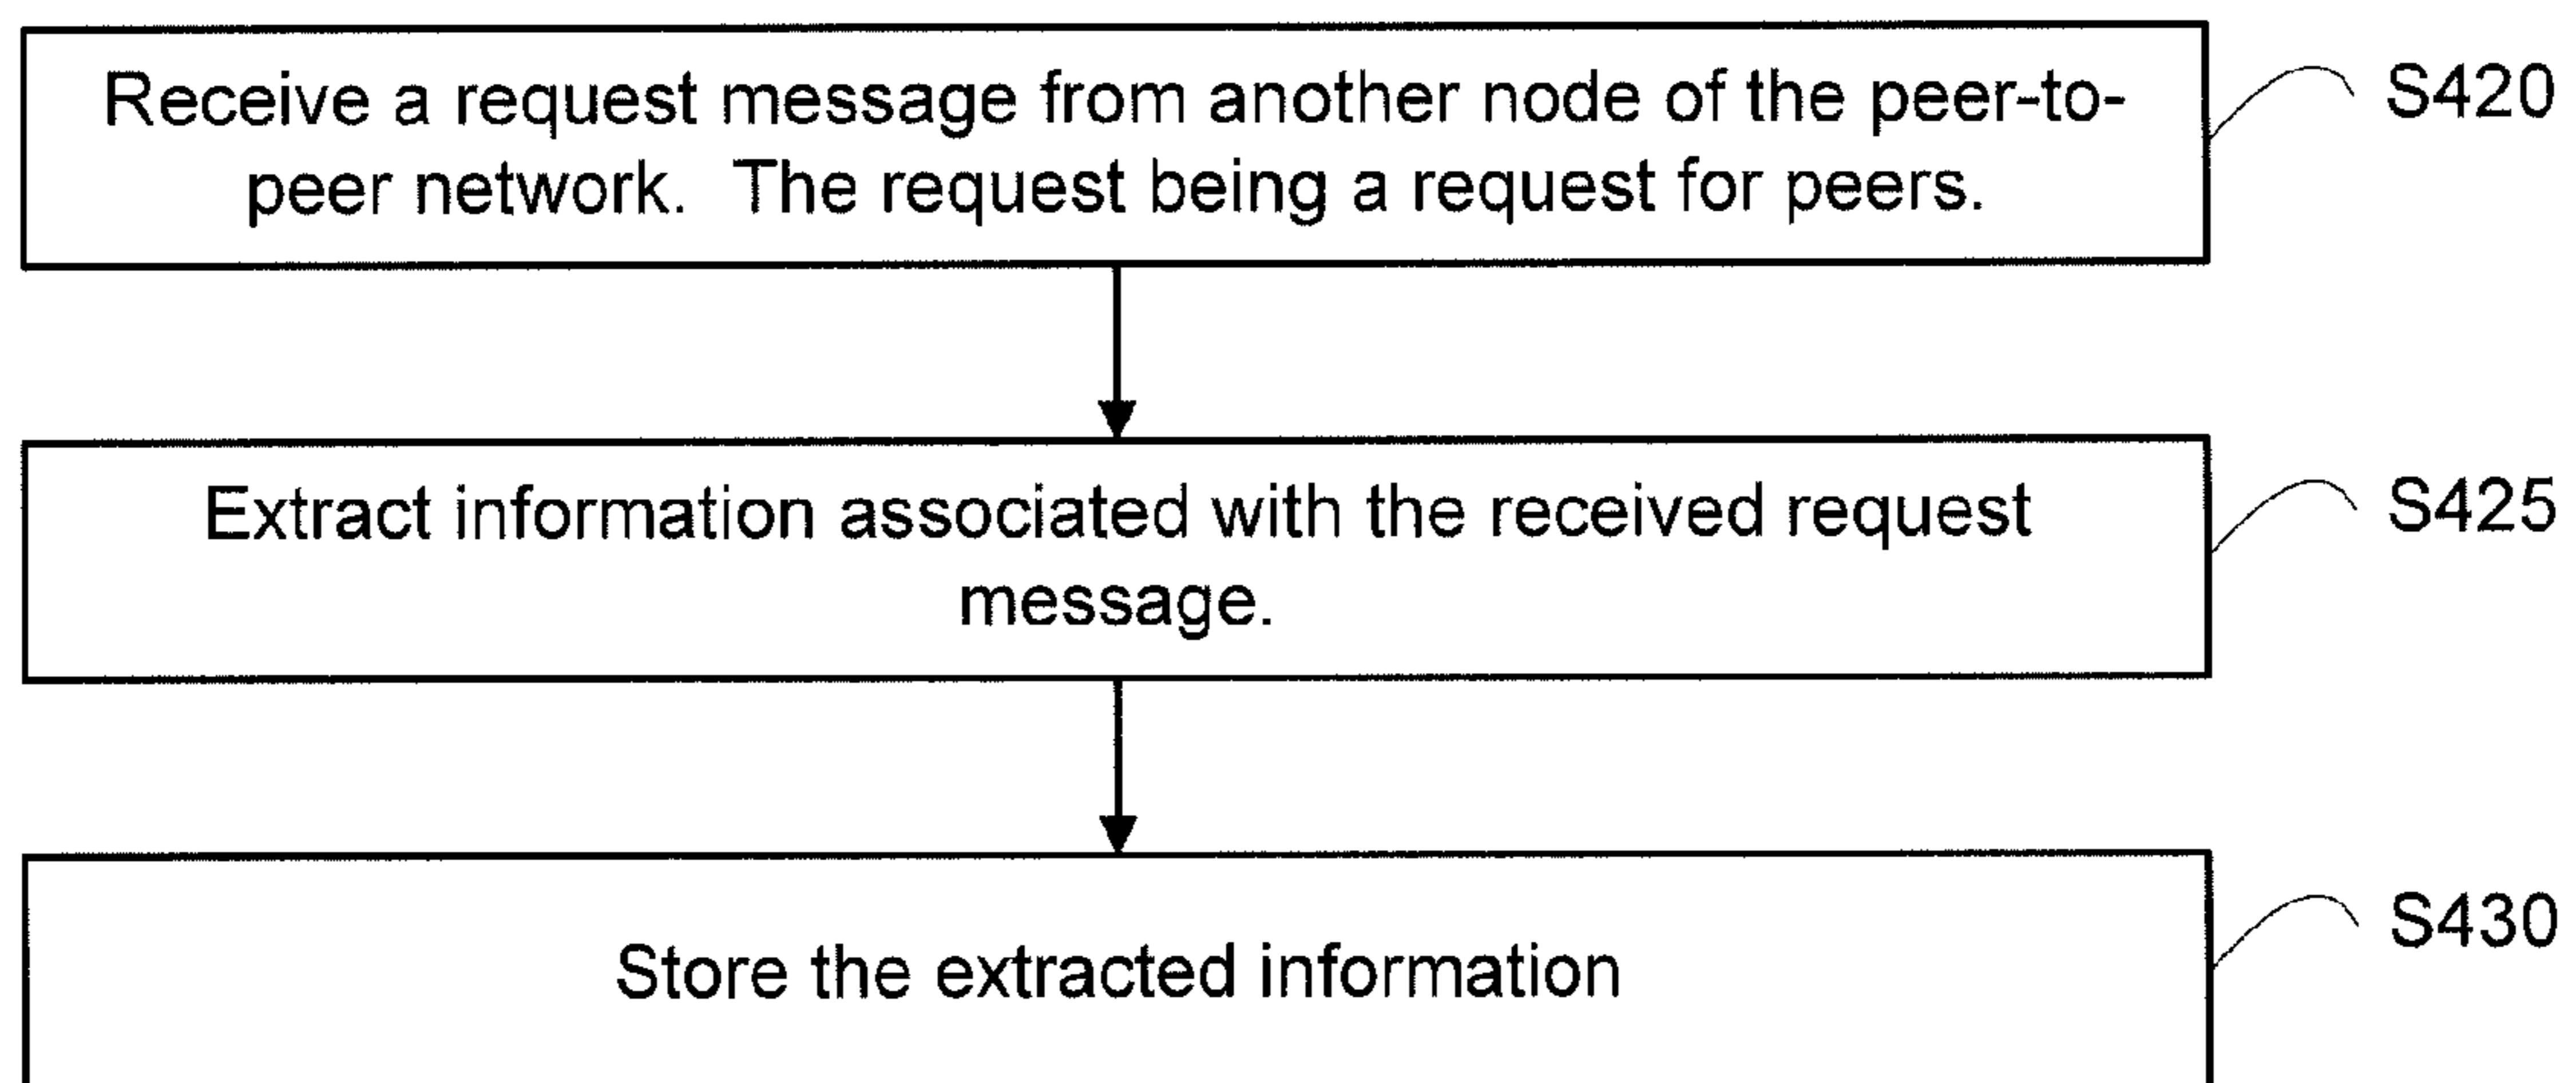 Receive a request message from another node of the peer-to-
peer network. The request being a request for peers.
S420
Extract information associated with the received request
message.
S425
Store the extracted information
S430